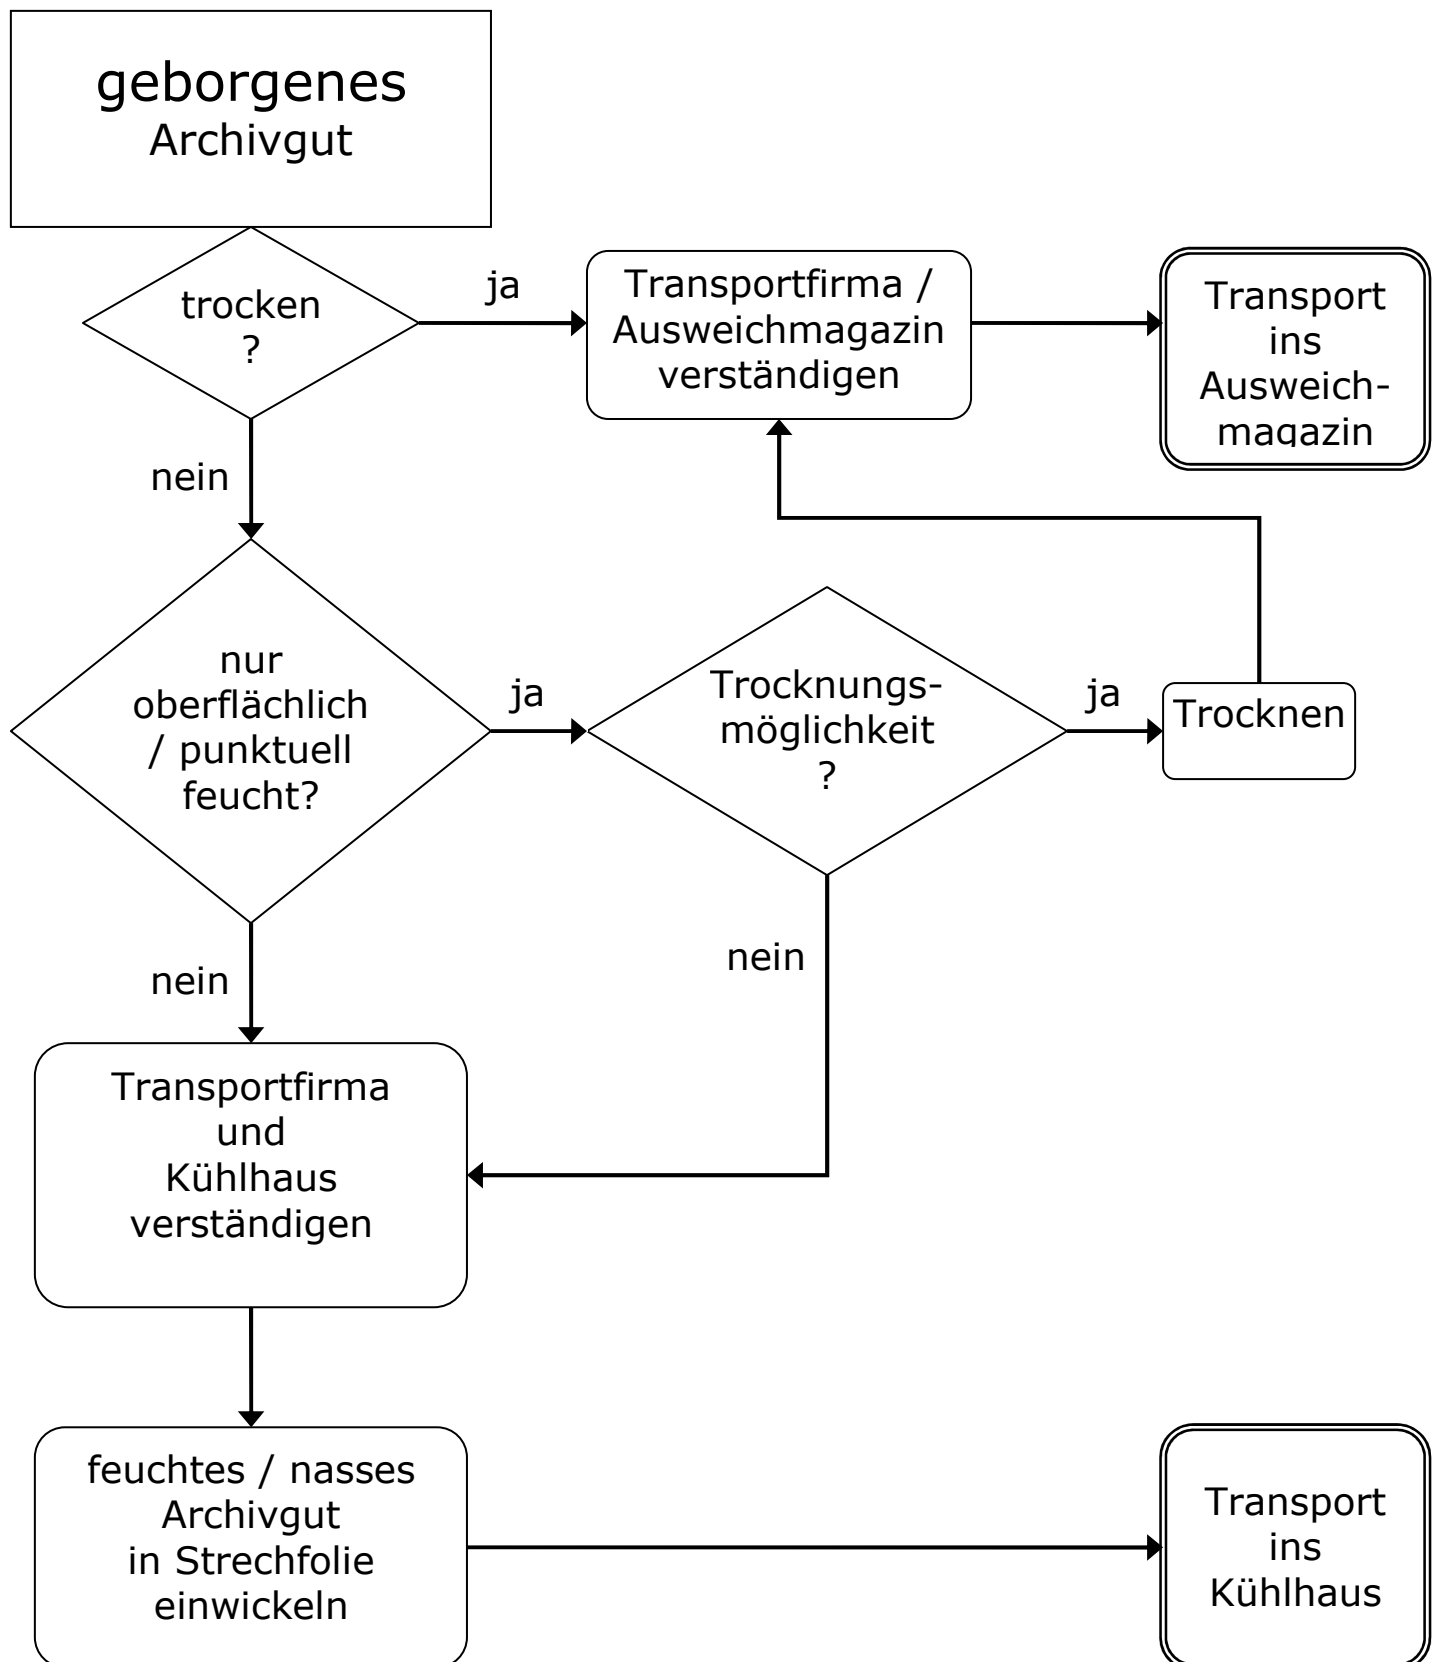 geborgenes
Archivgut
trocken
?
ja
Transportfirma /
Ausweichmagazin
verständigen
Transport
ins
Ausweich-
magazin
nein
nur
oberflächlich
/ punktuell
feucht?
ja
Trocknungs-
möglichkeit
?
ja
Trocknen
nein
nein
Transportfirma
und
Kühlhaus
verständigen
feuchtes / nasses
Archivgut
in Strechfolie
einwickeln
Transport
ins
Kühlhaus